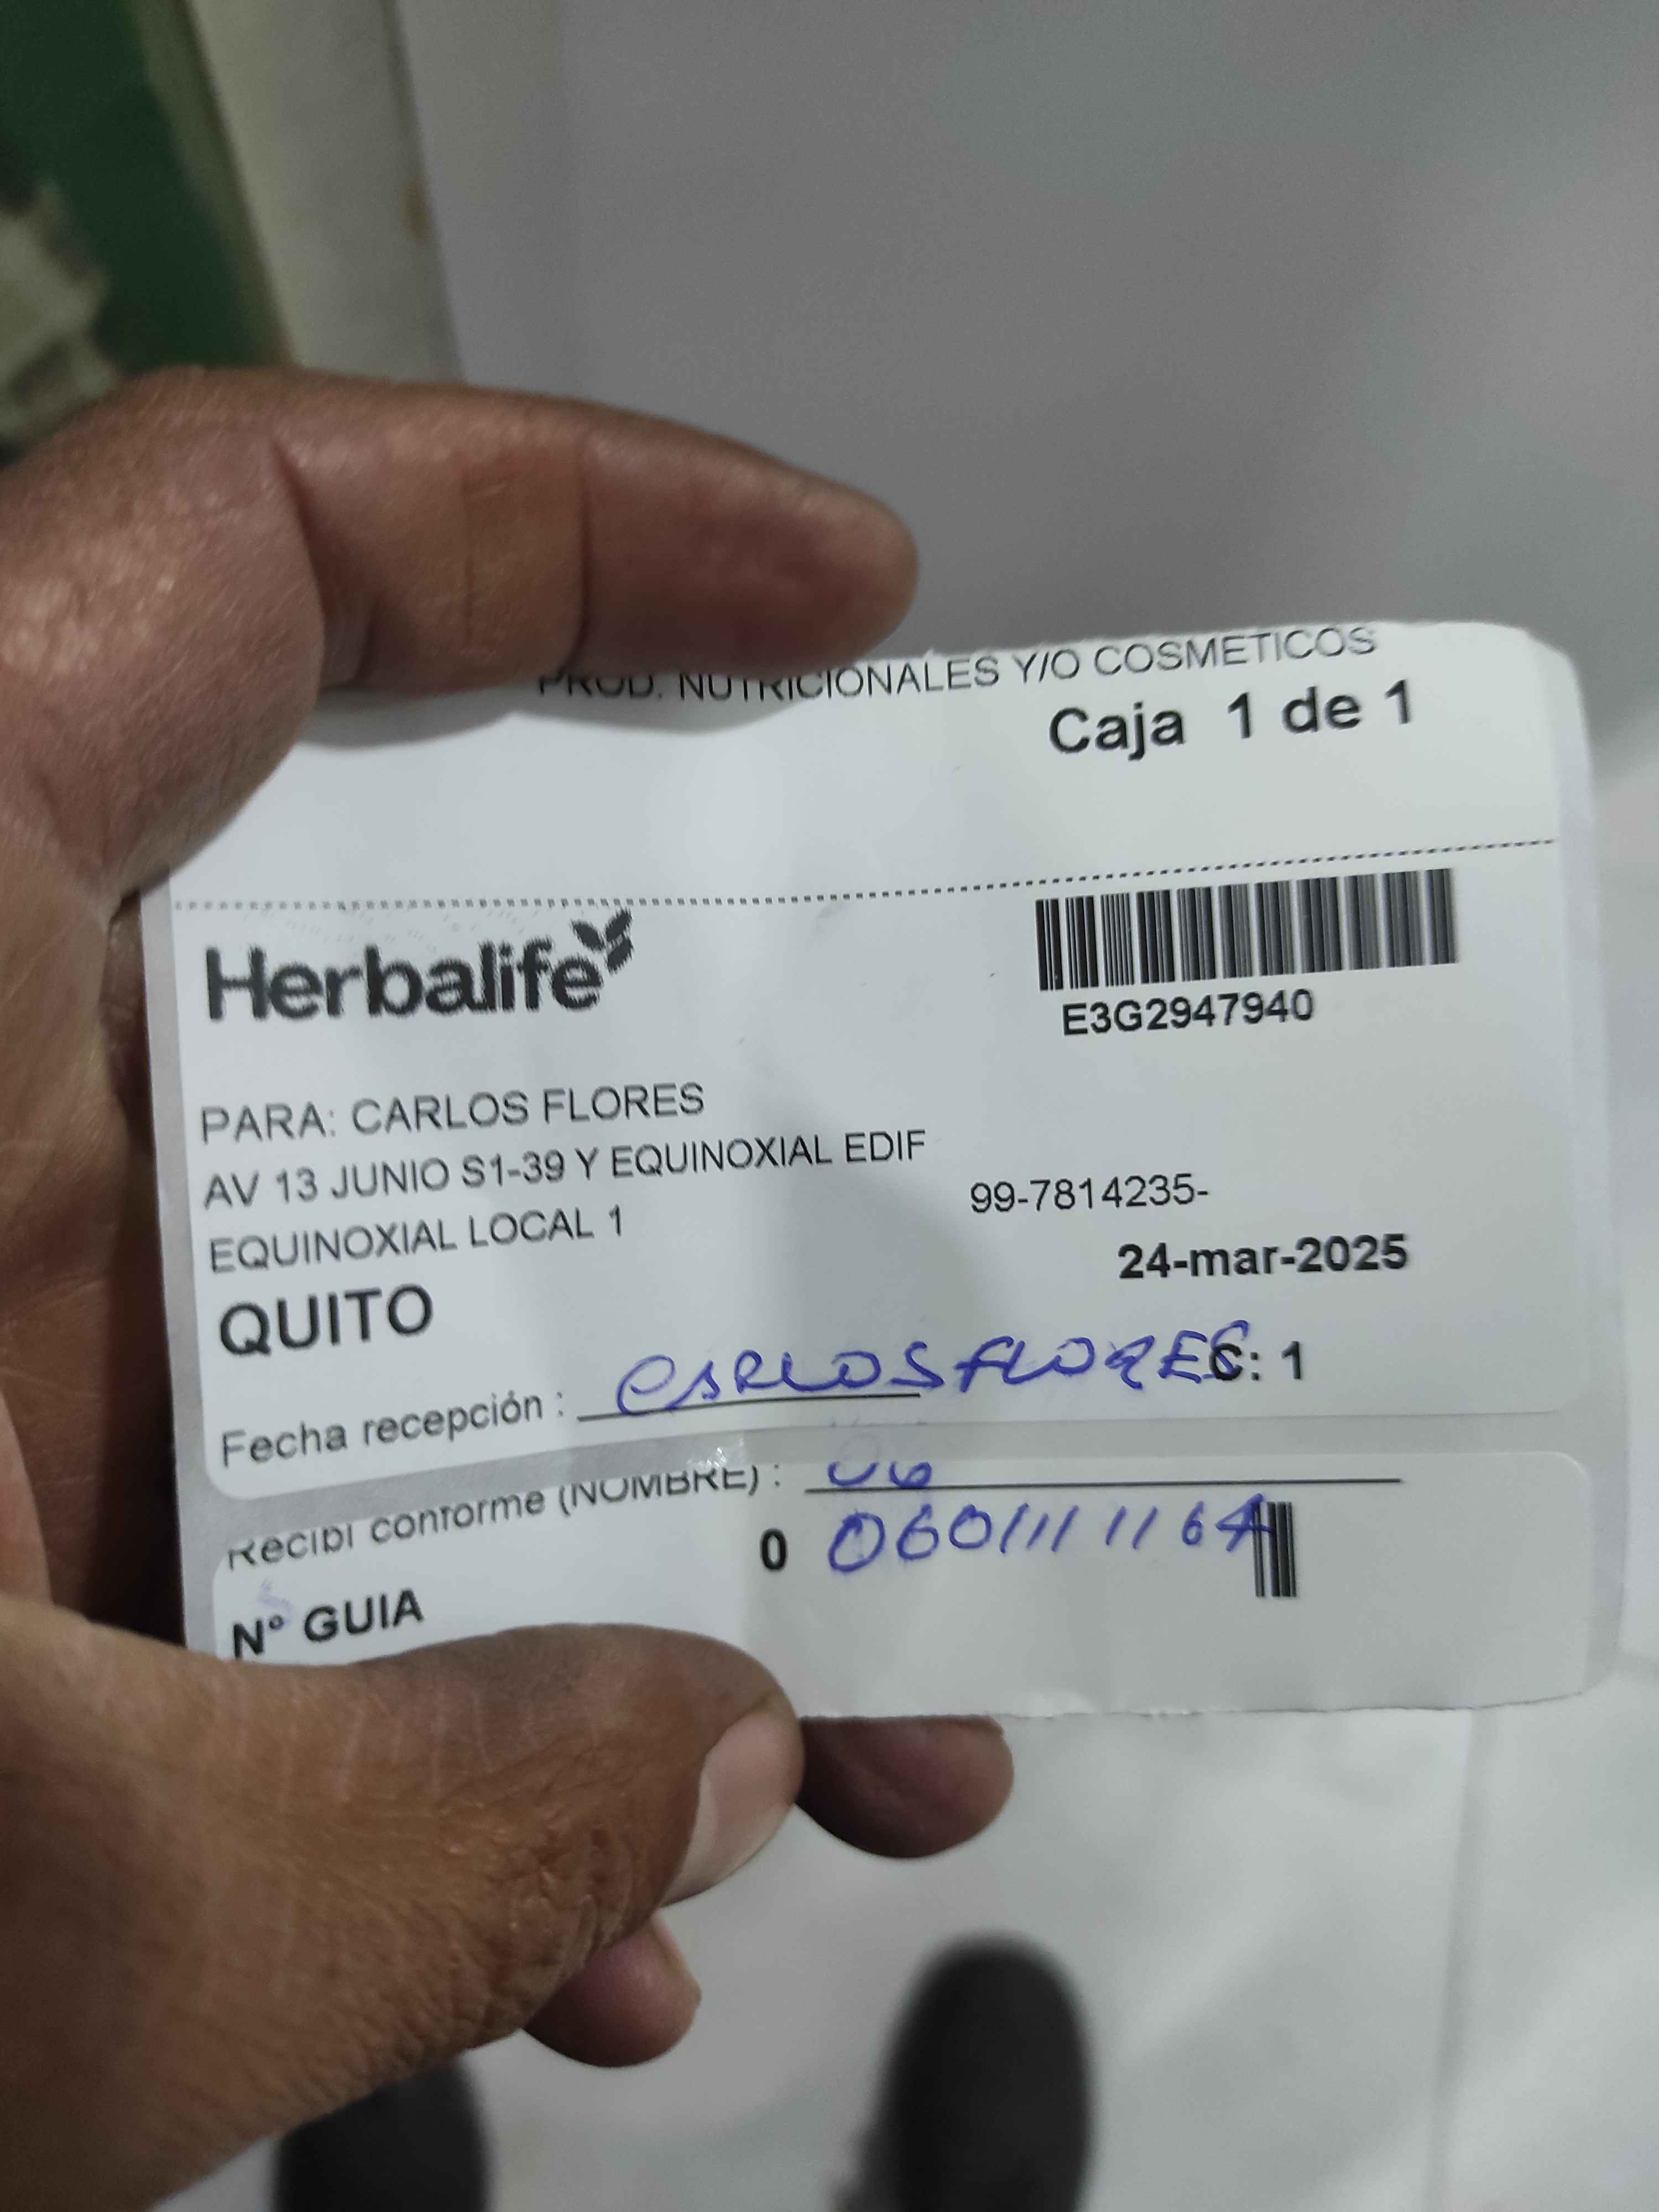 PROD. NUTRICIONALES Y/O COSMETICOS
Caja 1 de 1
Herbalife
E3G2947940
PARA: CARLOS FLORES
AV 13 JUNIO S1-39 Y EQUINOXIAL EDIF
EQUINOXIAL LOCAL 1
99-7814235-
24-mar-2025
QUITO
Fecha recepción : CARLOS FLORES C: 1
Recibi conforme (NOMBRE) :
0
N° GUIA